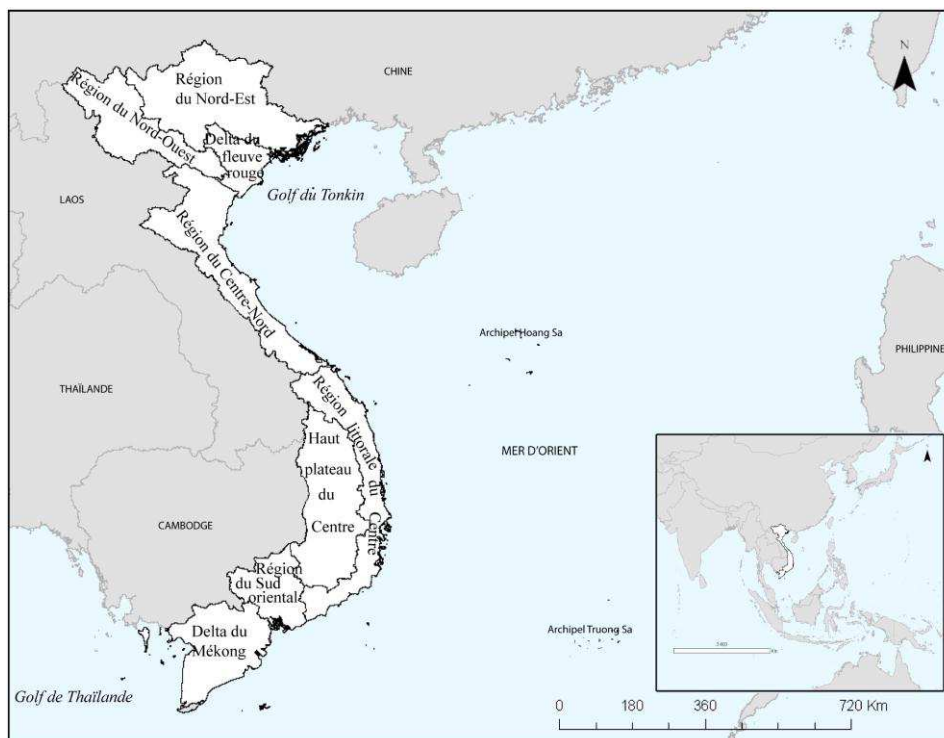 N
CHINE
Région
du Nord-Est
Région du Nord-Ouest
Delta du
fleuve
rouge
Golf du Tonkin
LAOS
Région du Centre-Nord
Archipel Hoang Sa
PHILIPPINE
THAÏLANDE
Région littorale du Centre
Haut
plateau
du
Centre
MER D'ORIENT
CAMBODGE
Région
du Sud
oriental
Delta du
Mékong
Archipel Truong Sa
Golf de Thaïlande
0 180 360 720 Km